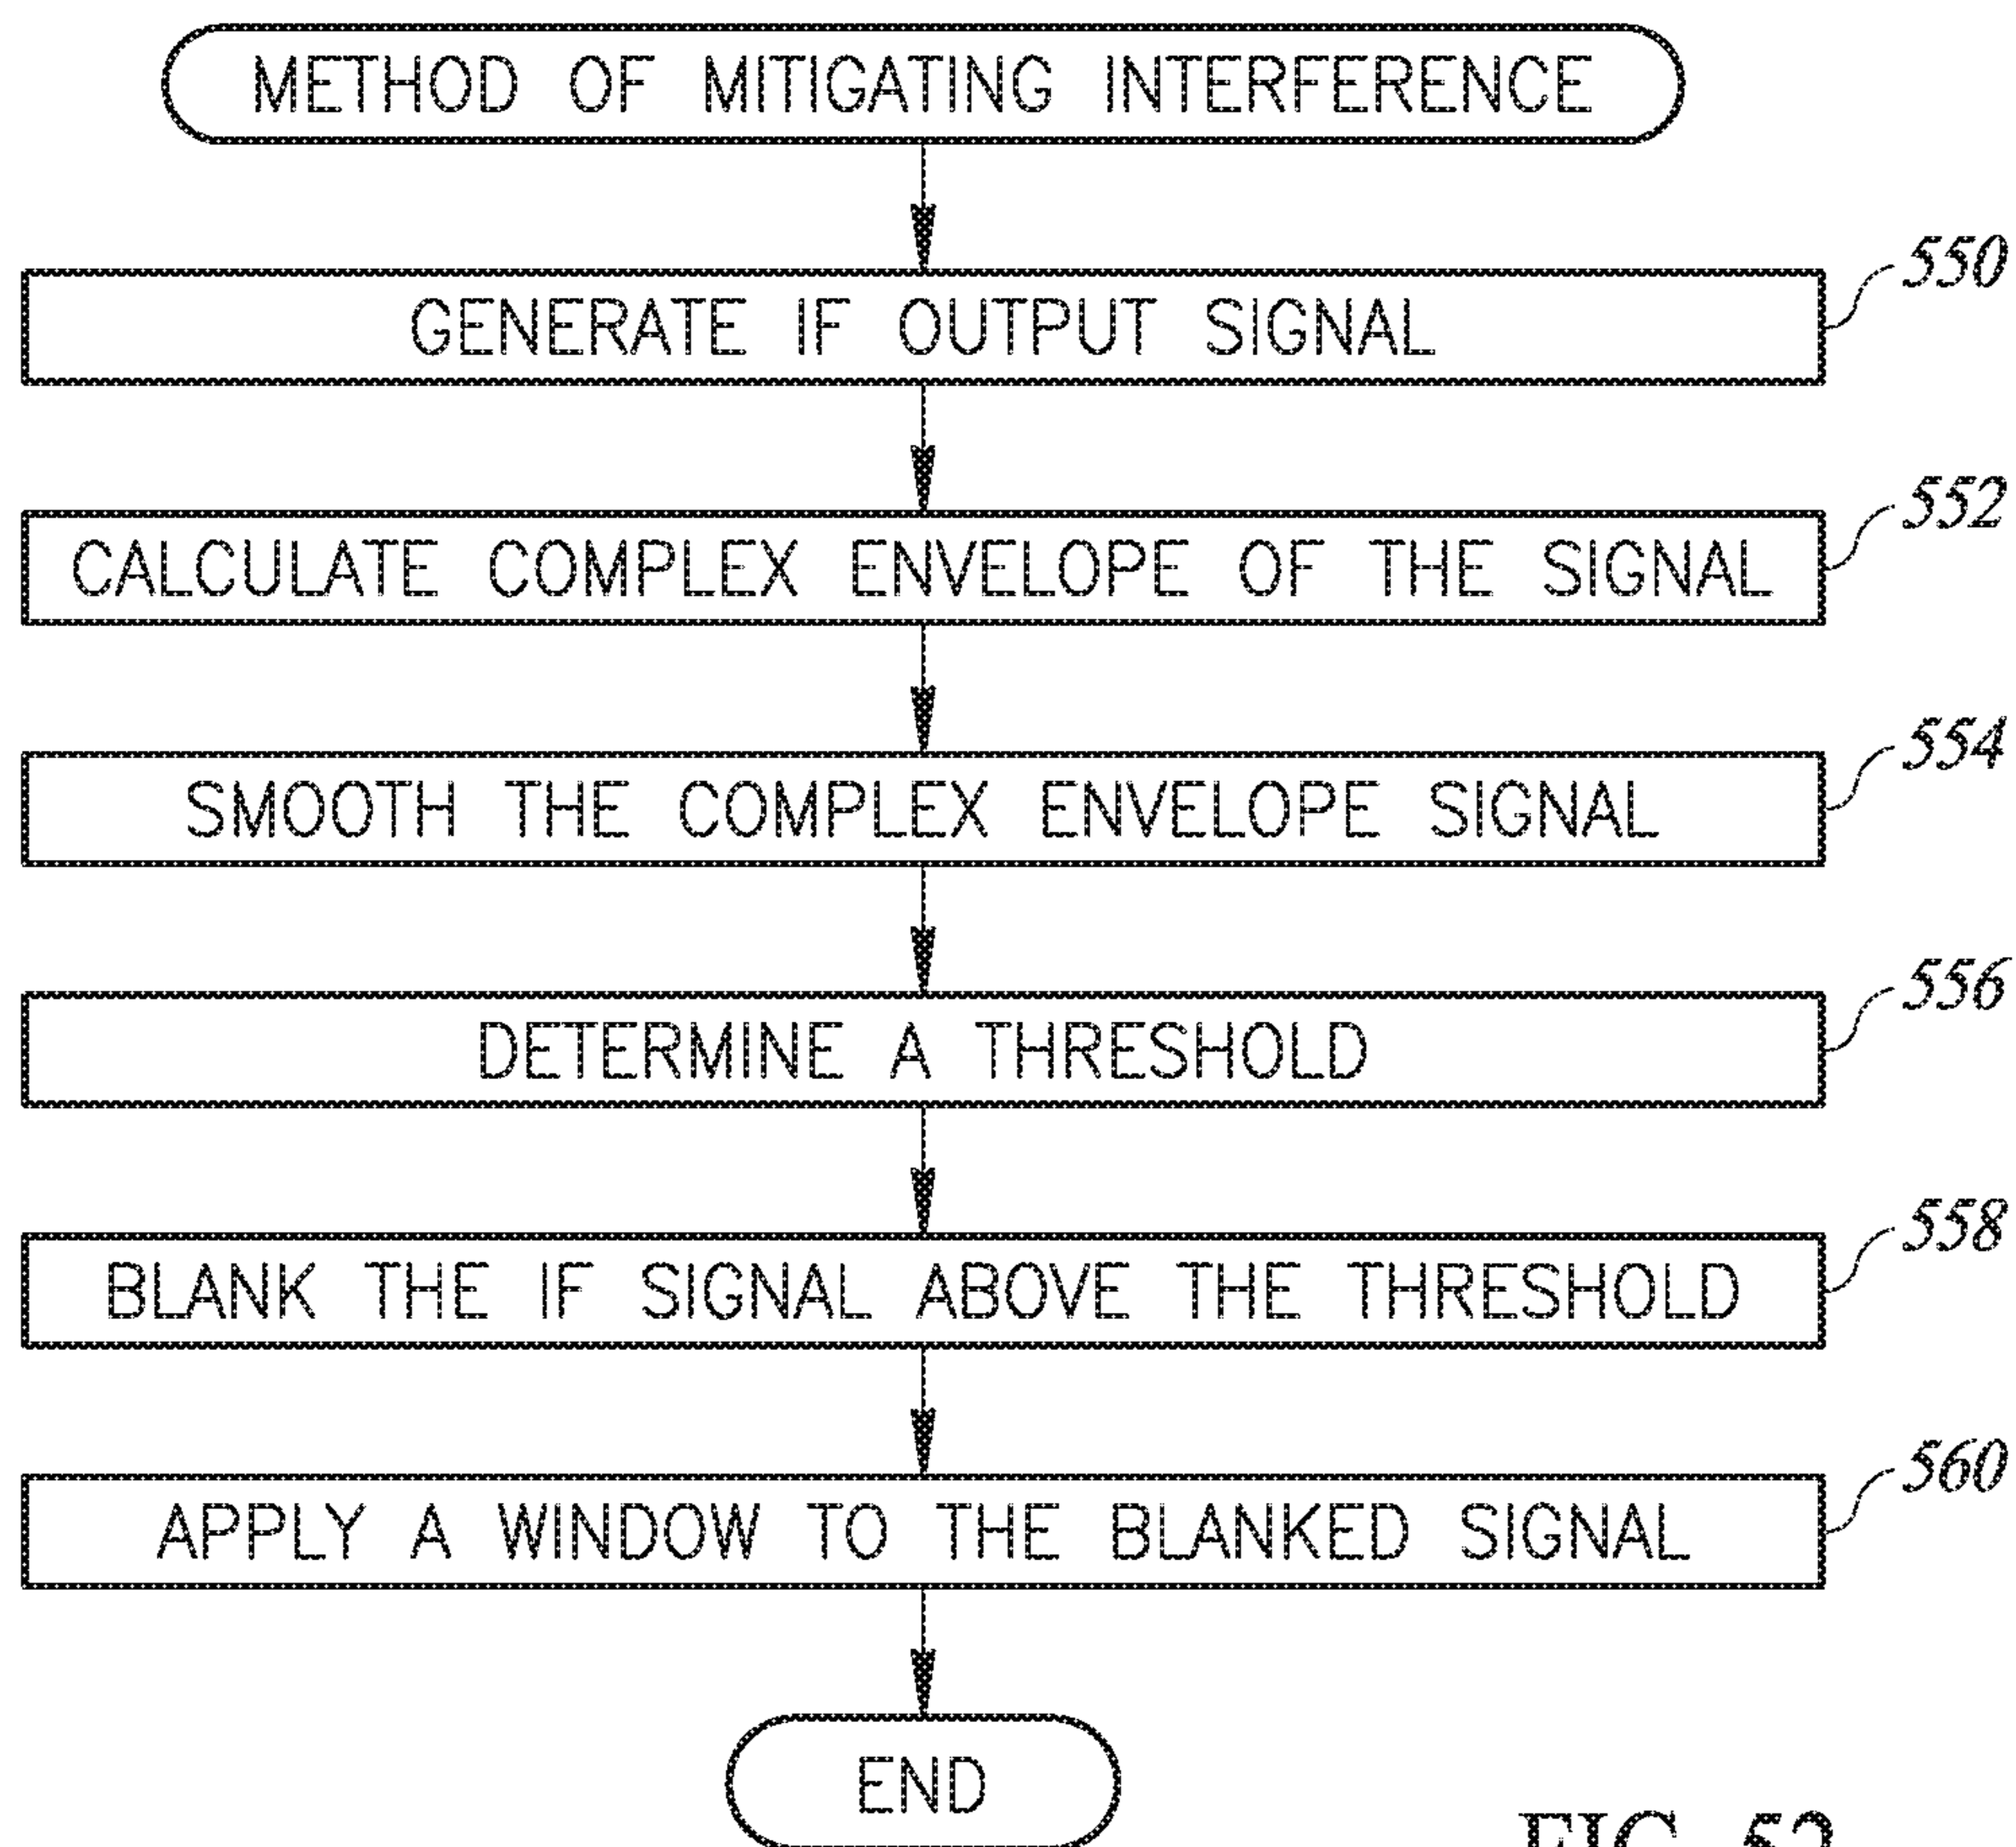 METHOD OF MITIGATING INTERFERENCE
550
GENERATE IF OUTPUT SIGNAL
552
CALCULATE COMPLEX ENVELOPE OF THE SIGNAL
554
SMOOTH THE COMPLEX ENVELOPE SIGNAL
556
DETERMINE A THRESHOLD
558
BLANK THE IF SIGNAL ABOVE THE THRESHOLD
560
APPLY A WINDOW TO THE BLANKED SIGNAL
END
FIG. 52